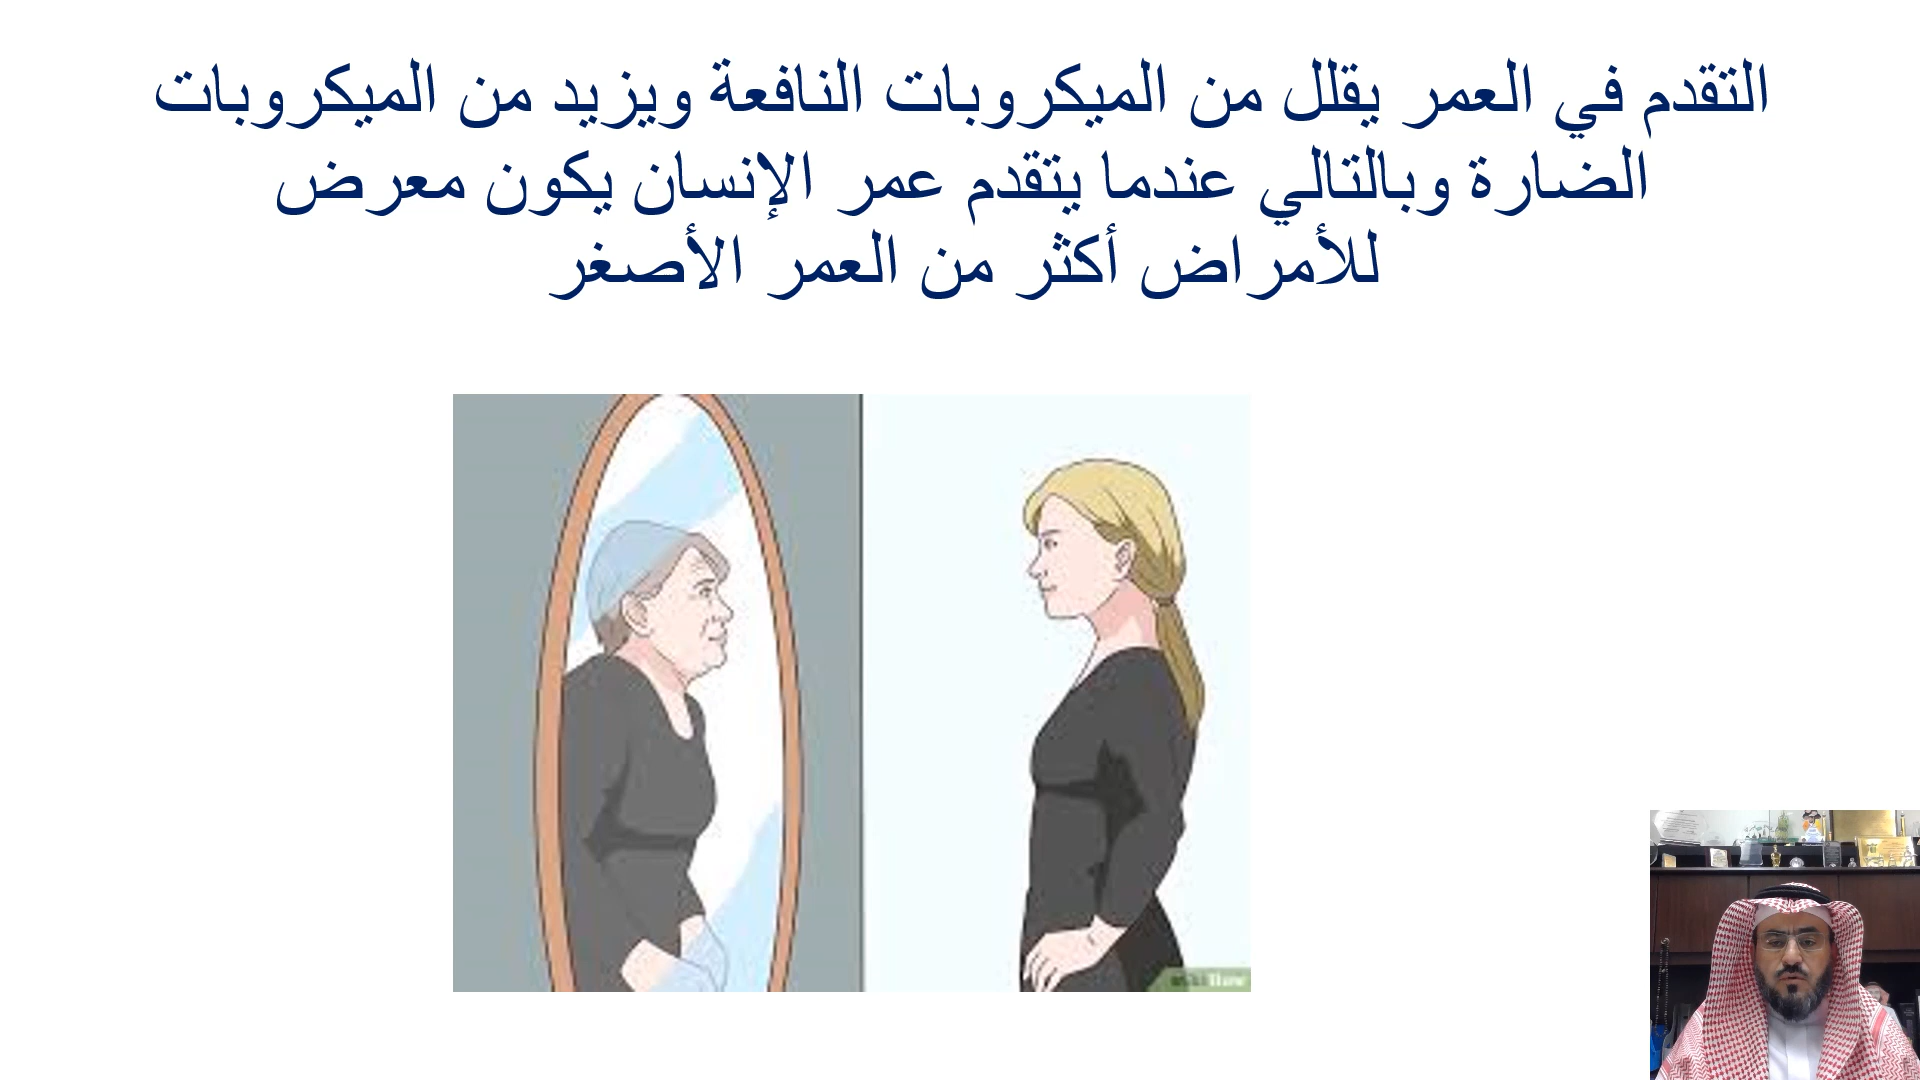 التقدم في العمر يقلل من الميكروبات النافعة ويزيد من الميكروبات
الضارة وبالتالي عندما يتقدم عمر الإنسان يكون معرض
للأمراض أكثر من العمر الأصغر
wikiHow